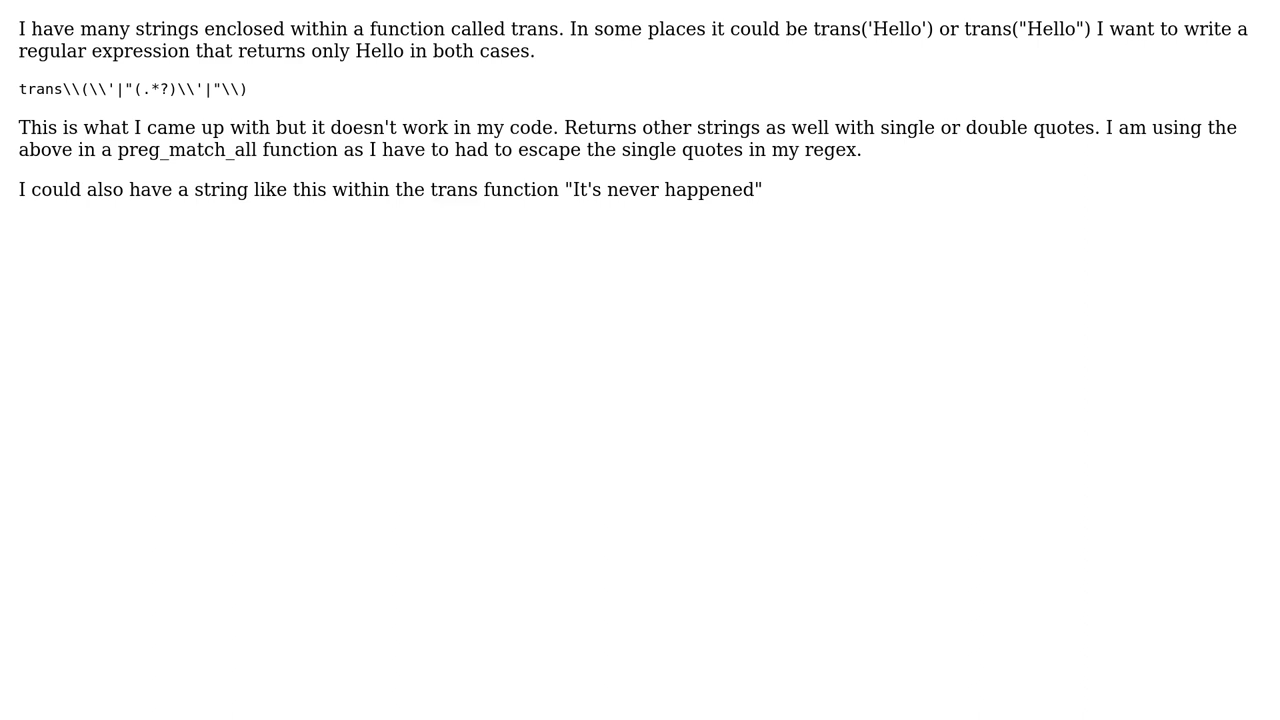 I have many strings enclosed within a function called trans. In some places it could be trans('Hello') or trans("Hello") I want to write a
regular expression that returns only Hello in both cases.
trans\\(\\'|"(.*?)\\'|"\\)
This is what I came up with but it doesn't work in my code. Returns other strings as well with single or double quotes. I am using the
above in a preg_match_all function as I have to had to escape the single quotes in my regex.
I could also have a string like this within the trans function "It's never happened"